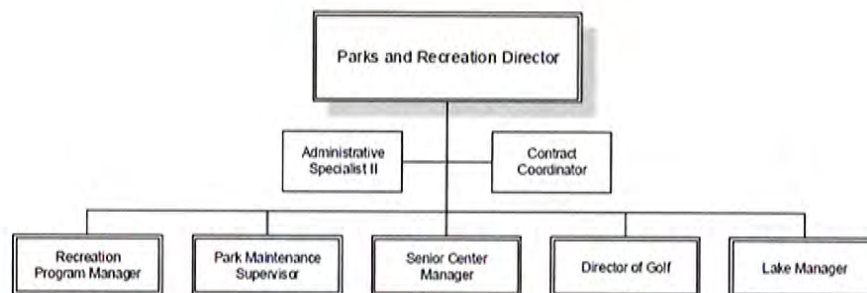 Parks and Recreation Director
Administrative
Specialist II
Contract
Coordinator
Recreation
Program Manager
Park Maintenance
Supervisor
Senior Center
Manager
Director of Golf
Lake Manager